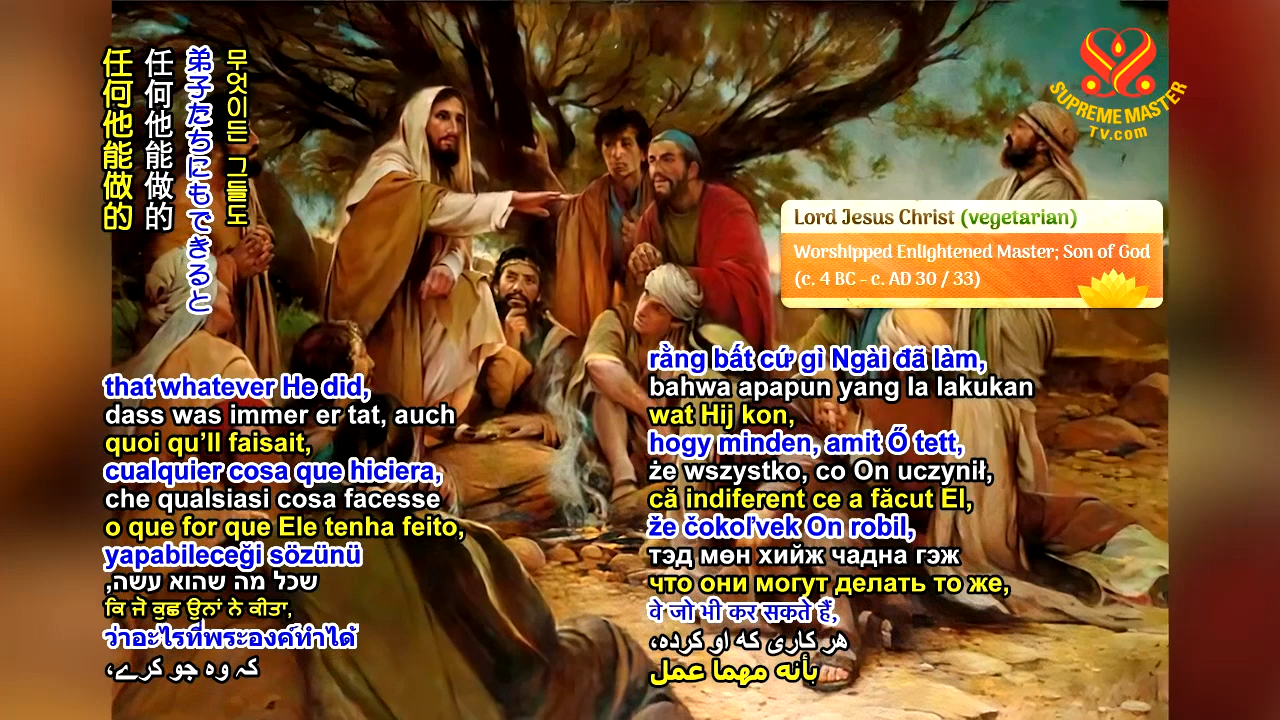 任何他能做的
任何他能做的
弟子たちにもできると
무엇이든 그들도
SUPREME MASTER
TV.com
Lord Jesus Christ (vegetarian)
Worshipped Enlightened Master; Son of God
(c. 4 BC - c. AD 30 / 33)
that whatever He did,
dass was immer er tat, auch
quoi qu’Il faisait,
cualquier cosa que hiciera,
che qualsiasi cosa facesse
o que for que Ele tenha feito,
yapabileceği sözünü
שכל מה שהוא עשה,
ਕਿ ਜੋ ਕੁਛ ਉਨਾਂ ਨੇ ਕੀਤਾ,
ว่าอะไรที่พระองค์ทำได้
کہ وہ جو کرے،
rằng bất cứ gì Ngài đã làm,
bahwa apapun yang Ia lakukan
wat Hij kon,
hogy minden, amit Ő tett,
że wszystko, co On uczynił,
că indiferent ce a făcut El,
že čokoľvek On robil,
тэд мөн хийж чадна гэж
что они могут делать то же,
वे जो भी कर सकते हैं,
هر کاری که او کرده،
بأنه مهما عمل